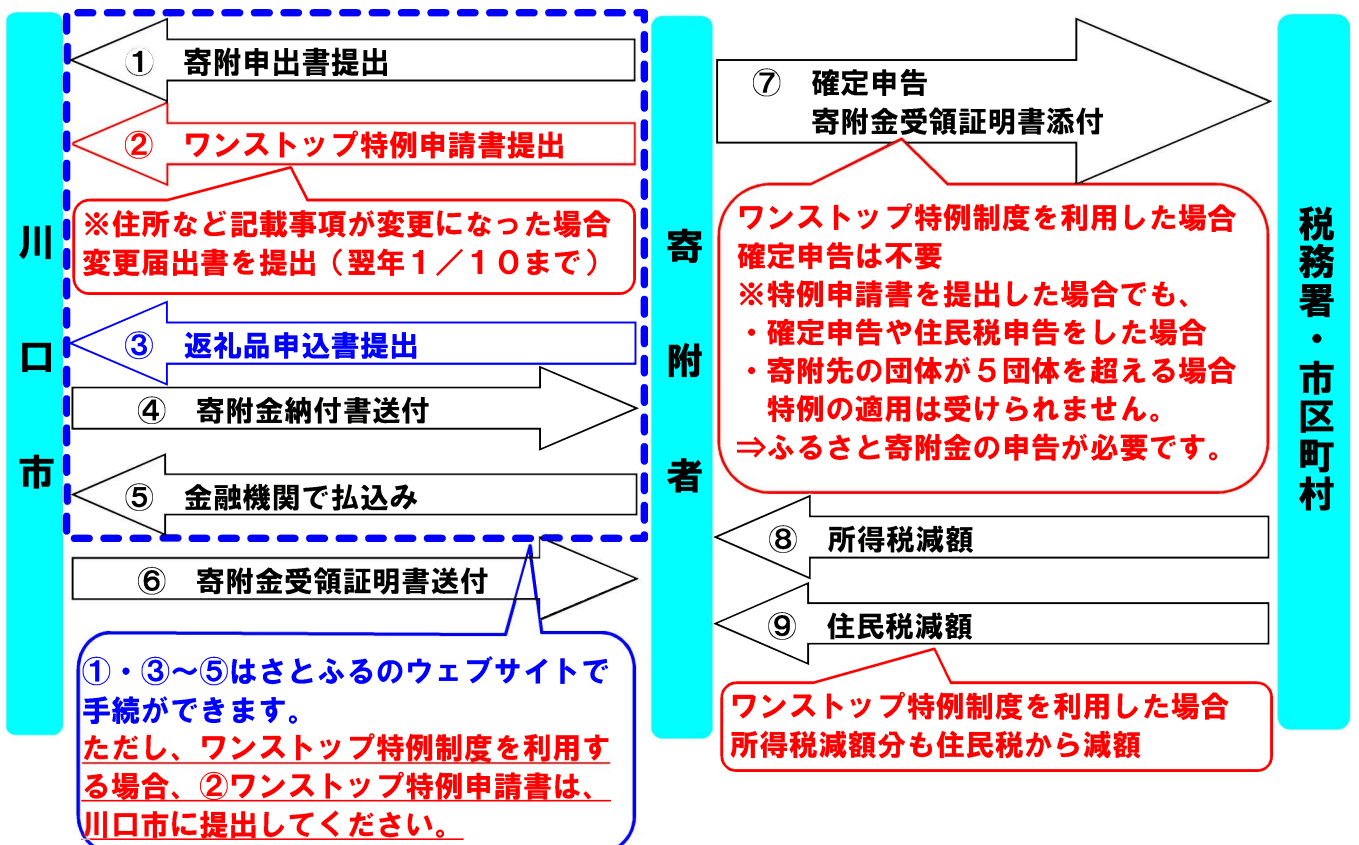 川口市
① 寄附申出書提出
② ワンストップ特例申請書提出
※住所など記載事項が変更になった場合
変更届出書を提出（翌年１／１０まで）
③ 返礼品申込書提出
④ 寄附金納付書送付
⑤ 金融機関で払込み
⑥ 寄附金受領証明書送付
①・③～⑤はさとふるのウェブサイトで
手続ができます。
ただし、ワンストップ特例制度を利用す
る場合、②ワンストップ特例申請書は、
川口市に提出してください。
寄附者
⑦ 確定申告
寄附金受領証明書添付
ワンストップ特例制度を利用した場合
確定申告は不要
※特例申請書を提出した場合でも、
・確定申告や住民税申告をした場合
・寄附先の団体が５団体を超える場合
特例の適用は受けられません。
⇒ふるさと寄附金の申告が必要です。
⑧ 所得税減額
⑨ 住民税減額
ワンストップ特例制度を利用した場合
所得税減額分も住民税から減額
税務署・市区町村